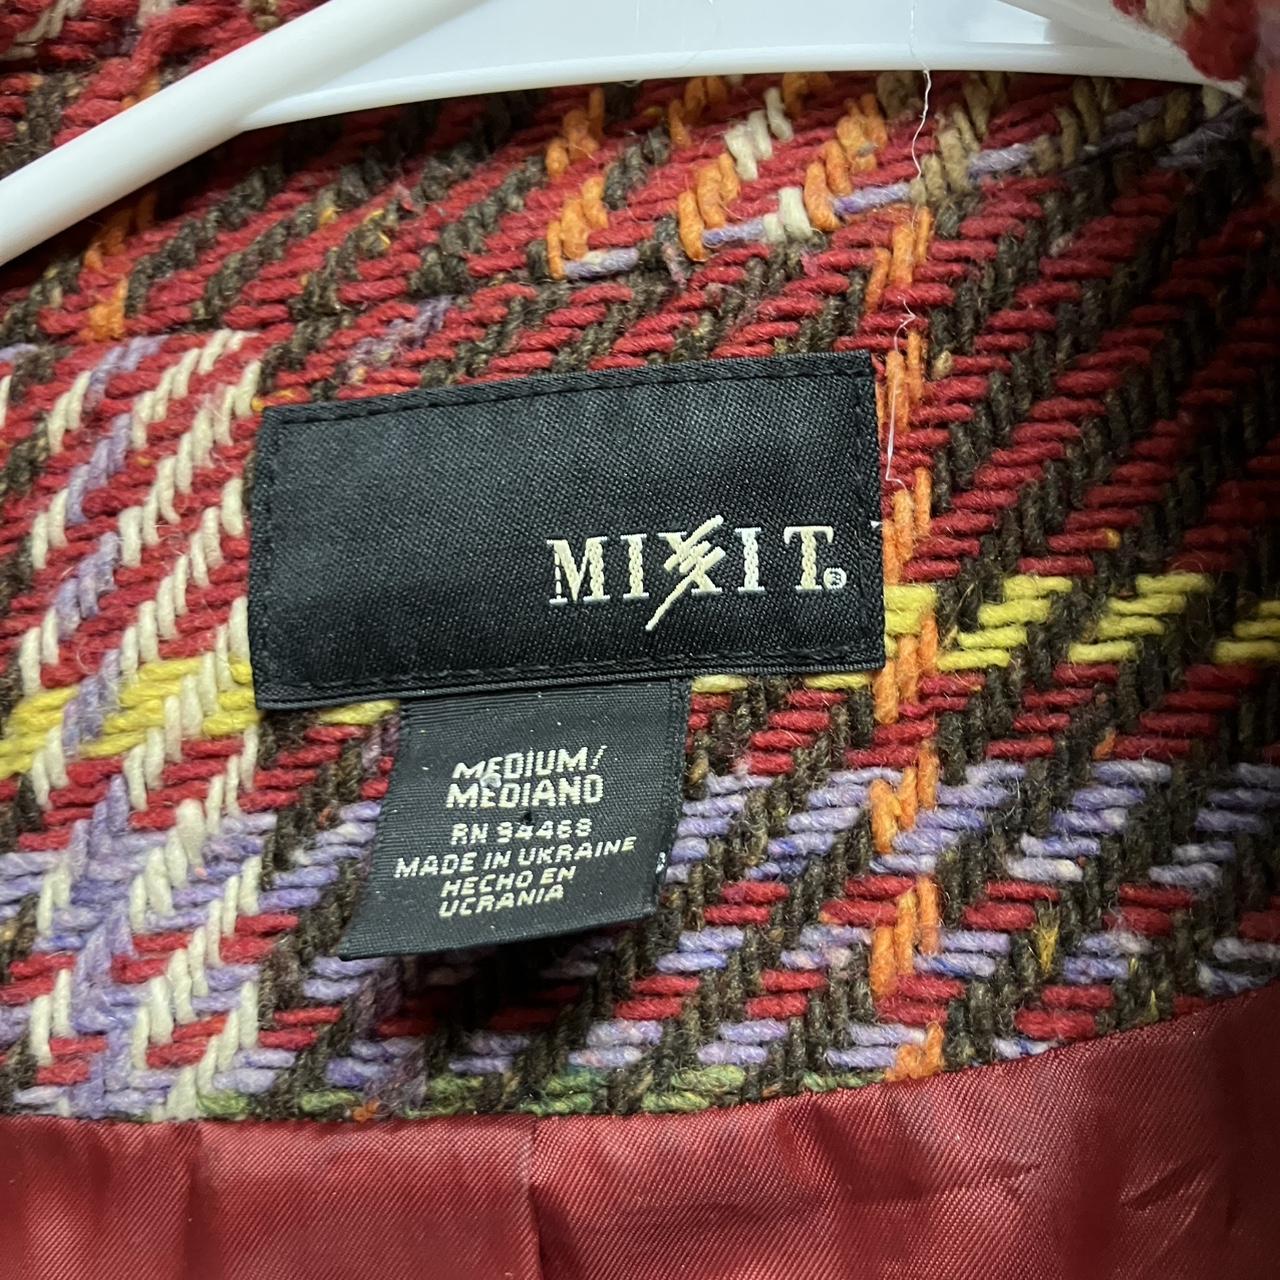 MIXIT®
MEDIUM/
MEDIANO
RN 94468
MADE IN UKRAINE
HECHO EN
UCRANIA